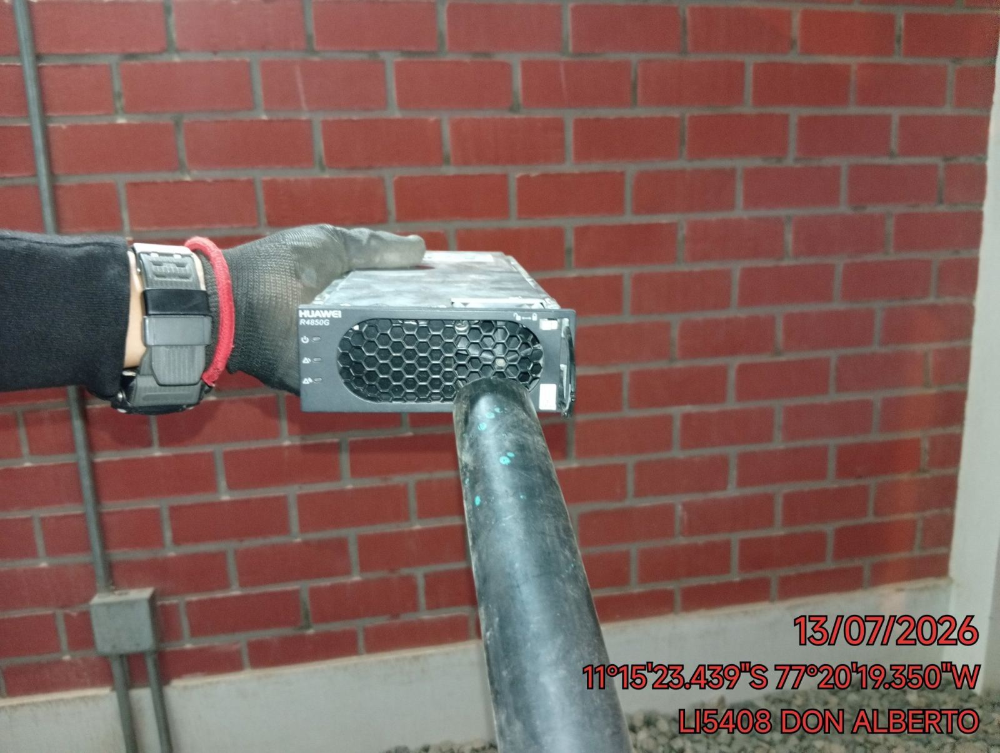 HUAWEI
R4850G
13/07/2026
11°15'23.439"S 77°20'19.350"W
LI5408 DON ALBERTO